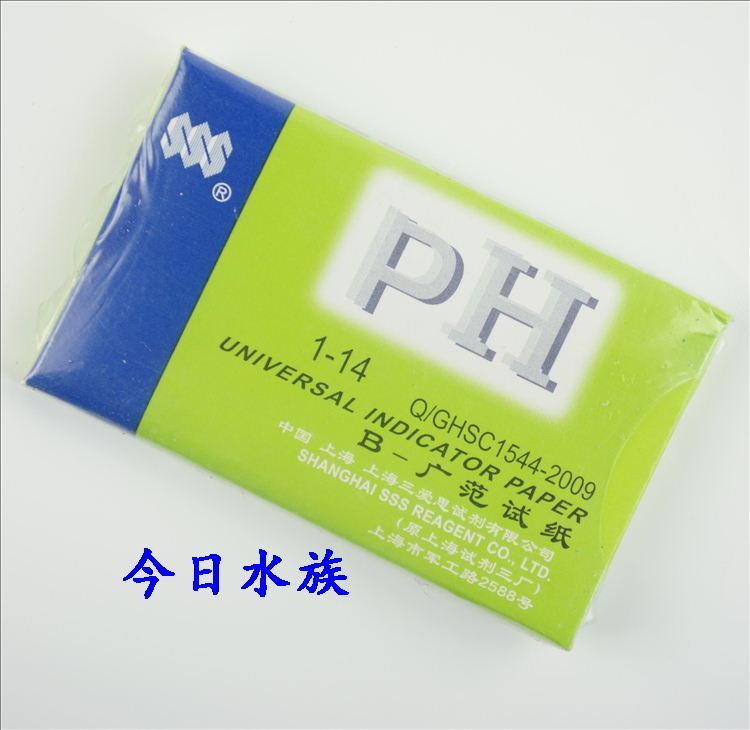 SSS
®
PH
1-14
Q/GHSC1544-2009
UNIVERSAL INDICATOR PAPER
B-广范试纸
中国 上海 上海三爱思试剂有限公司
SHANGHAI SSS REAGENT CO., LTD.
(原上海试剂三厂)
上海市军工路2588号
今日水族